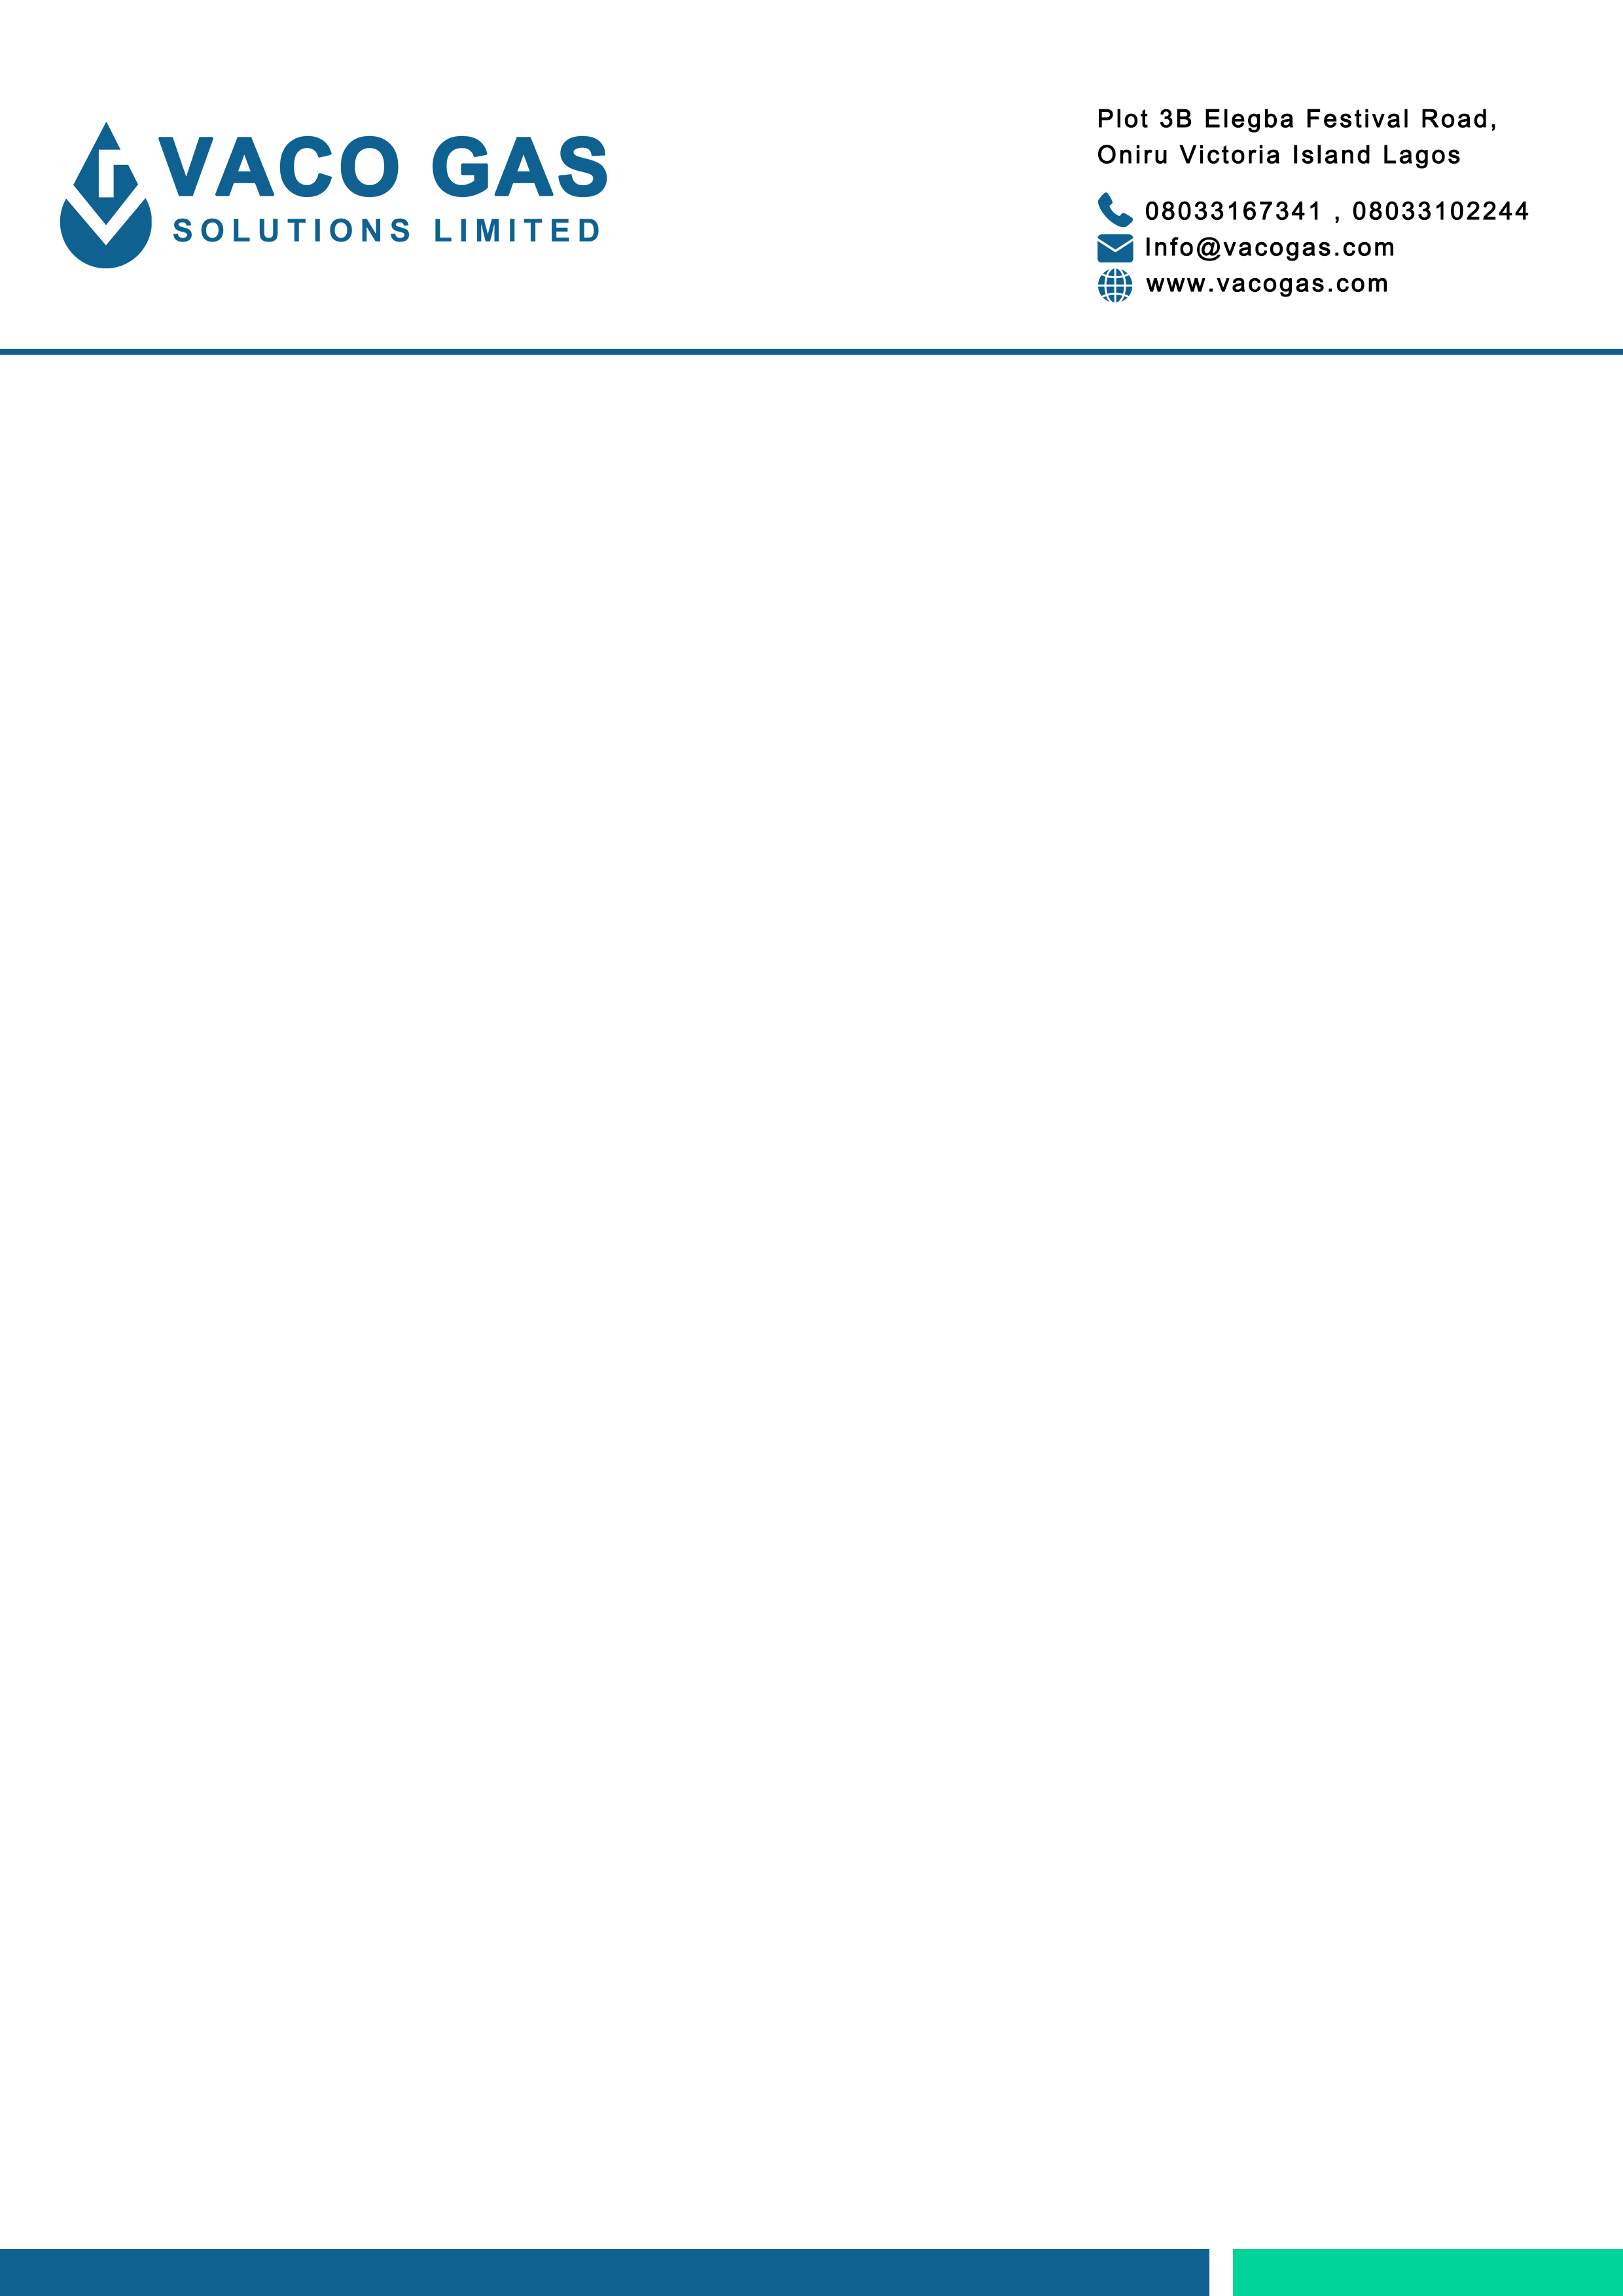 VACO GAS
SOLUTIONS LIMITED
Plot 3B Elegba Festival Road,
Oniru Victoria Island Lagos
08033167341 , 08033102244
Info@vacogas.com
www.vacogas.com